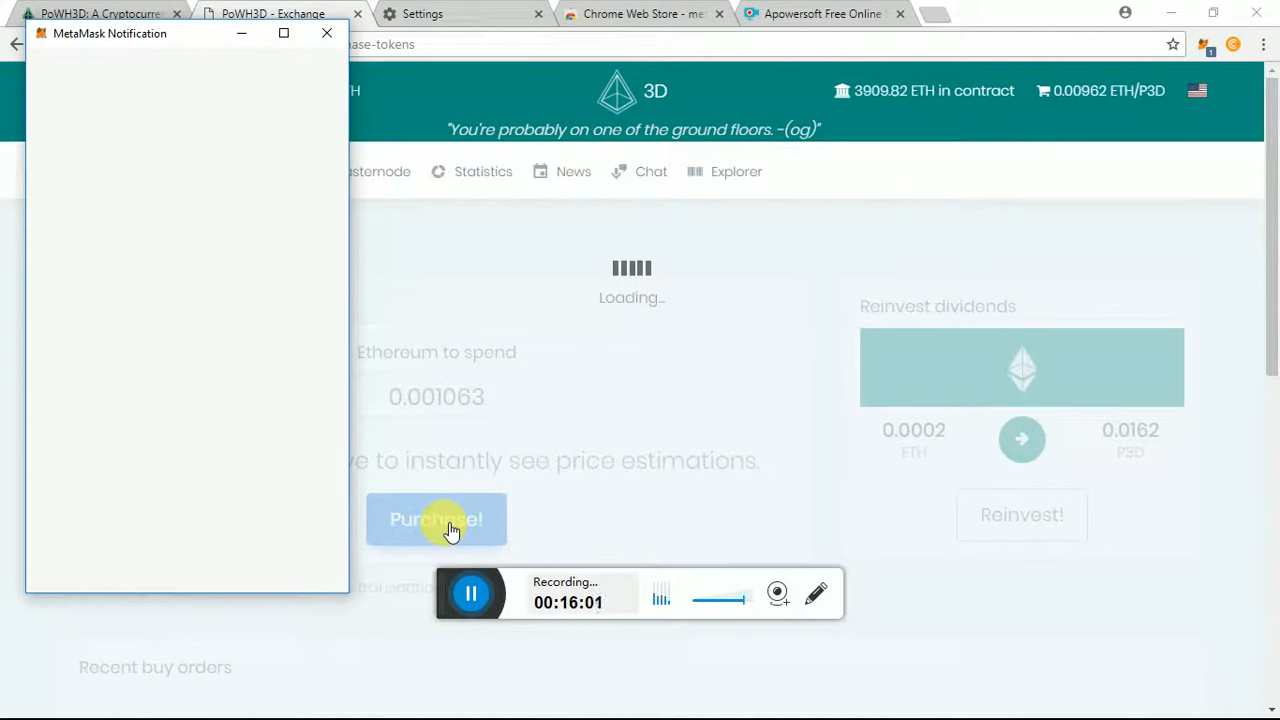 PoWH3D: A Cryptocurren
PoWH3D - Exchange
Settings
Chrome Web Store - me
Apowersoft Free Online
MetaMask Notification
ase-tokens
1
TH
3D
3909.82 ETH in contract
0.00962 ETH/P3D
"You're probably on one of the ground floors. -(og)"
asternode
Statistics
News
Chat
Explorer
Loading...
Reinvest dividends
Ethereum to spend
0.001063
0.0002
ETH
0.0162
P3D
ve to instantly see price estimations.
Purchase!
Reinvest!
Recording...
00:16:01
Recent buy orders